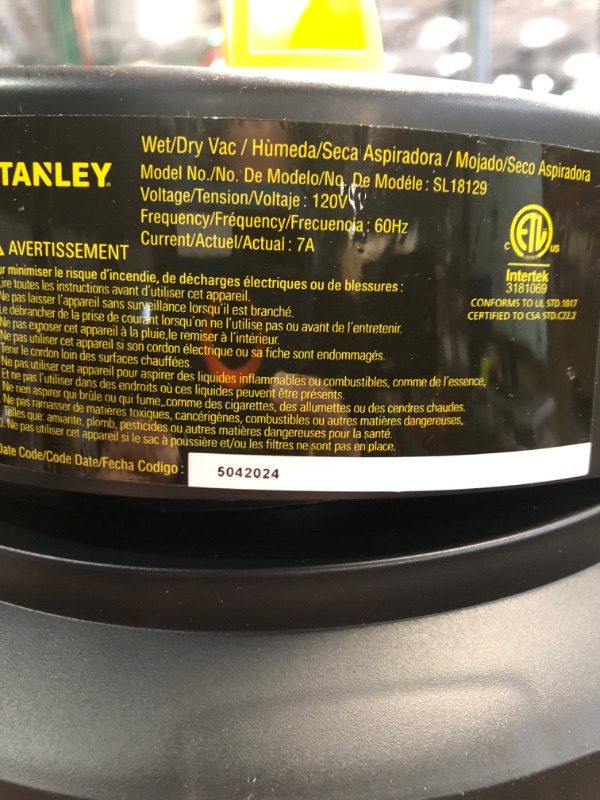 TANLEY
Wet/Dry Vac / Hùmeda/Seca Aspiradora / Mojado/Seco Aspiradora
Model No./No. De Modelo/No. De Modéle : SL18129
Voltage/Tension/Voltaje : 120V
Frequency/Fréquency/Frecuencia : 60Hz
Current/Actuel/Actual : 7A
C ETL US
Intertek
3181069
CONFORMS TO UL STD.1017
CERTIFIED TO CSA STD.C22.2
AVERTISSEMENT
ur minimiser le risque d'incendie, de décharges électriques ou de blessures :
Lire toutes les instructions avant d'utiliser cet appareil.
Ne pas laisser l'appareil sans surveillance lorsqu'il est branché.
Le débrancher de la prise de courant lorsqu'on ne l'utilise pas ou avant de l'entretenir.
Ne pas exposer cet appareil à la pluie,le remiser à l'intérieur.
Ne pas utiliser cet appareil si son cordon électrique ou sa fiche sont endommagés.
Tenir le cordon loin des surfaces chauffées.
Ne pas utiliser cet appareil pour aspirer des liquides inflammables ou combustibles, comme de l'essence,
Et ne pas l'utiliser dans des endroits où ces liquides peuvent être présents.
Ne rien aspirer qui brûle ou qui fume,.comme des cigarettes, des allumettes ou des cendres chaudes.
Ne pas ramasser de matières toxiques, cancérigènes, combustibles ou autres matières dangereuses,
Telles que: amiante, plomb, pesticides ou autres matières dangereuses pour la santé.
. Ne pas utiliser cet appareil si le sac à poussière et/ou les filtres ne sont pas en place.
Date Code/Code Date/Fecha Codigo : 5042024